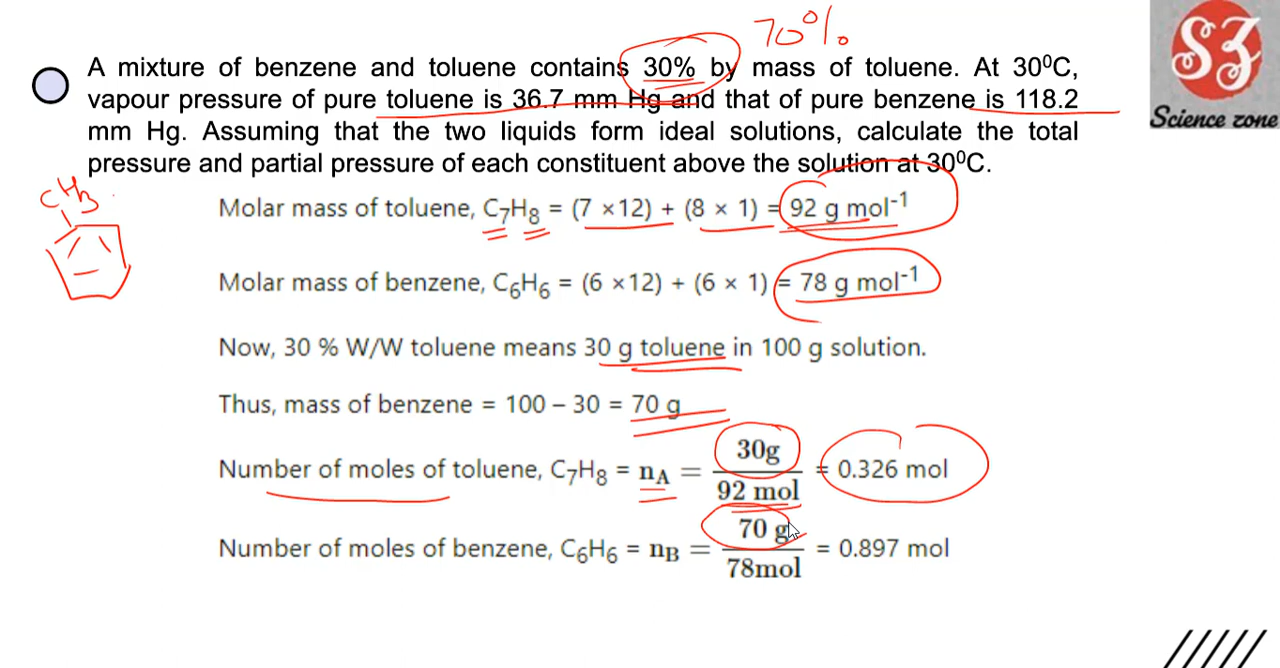 70%
A mixture of benzene and toluene contains 30% by mass of toluene. At 30⁰C,
vapour pressure of pure toluene is 36.7 mm Hg and that of pure benzene is 118.2
mm Hg. Assuming that the two liquids form ideal solutions, calculate the total
pressure and partial pressure of each constituent above the solution at 30⁰C.
SZ
Science zone
CH3
Molar mass of toluene, C₇H₈ = (7 ×12) + (8 × 1) = 92 g mol⁻¹
Molar mass of benzene, C₆H₆ = (6 ×12) + (6 × 1) = 78 g mol⁻¹
Now, 30 % W/W toluene means 30 g toluene in 100 g solution.
Thus, mass of benzene = 100 – 30 = 70 g
Number of moles of toluene, C₇H₈ = n_A = 30g / 92 mol = 0.326 mol
Number of moles of benzene, C₆H₆ = n_B = 70 g / 78mol = 0.897 mol